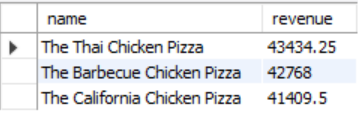 name revenue
The Thai Chicken Pizza 43434.25
The Barbecue Chicken Pizza 42768
The California Chicken Pizza 41409.5